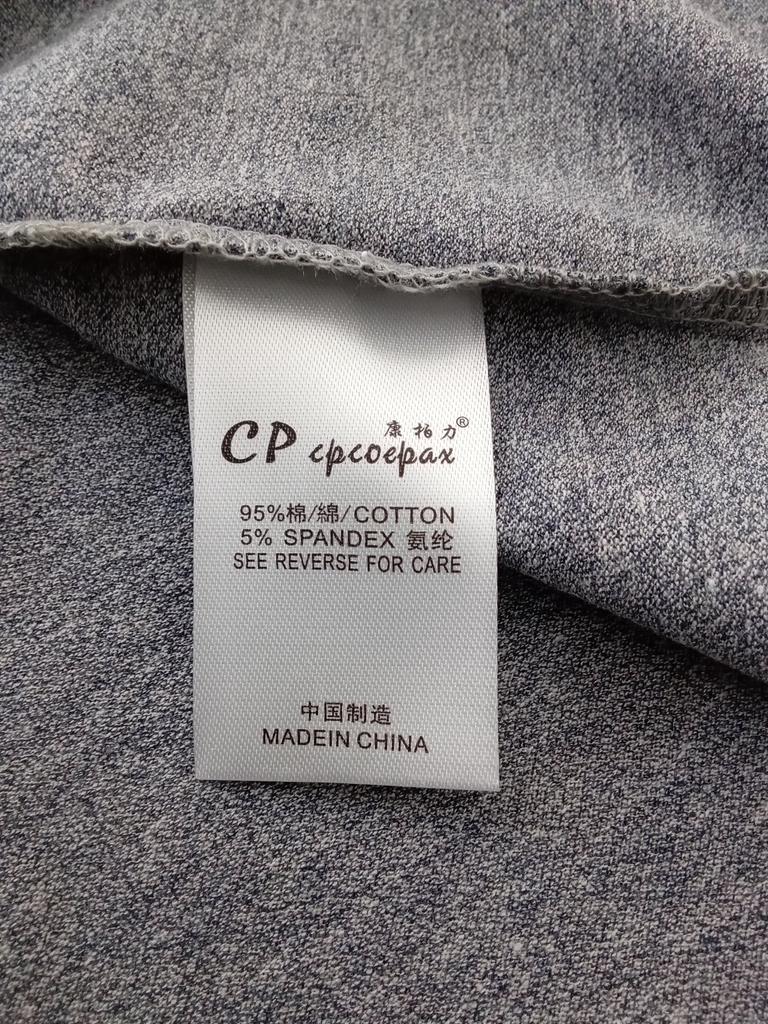 康柏力®
CP cpcoepax
95%棉/綿/COTTON
5% SPANDEX 氨纶
SEE REVERSE FOR CARE
中国制造
MADEIN CHINA